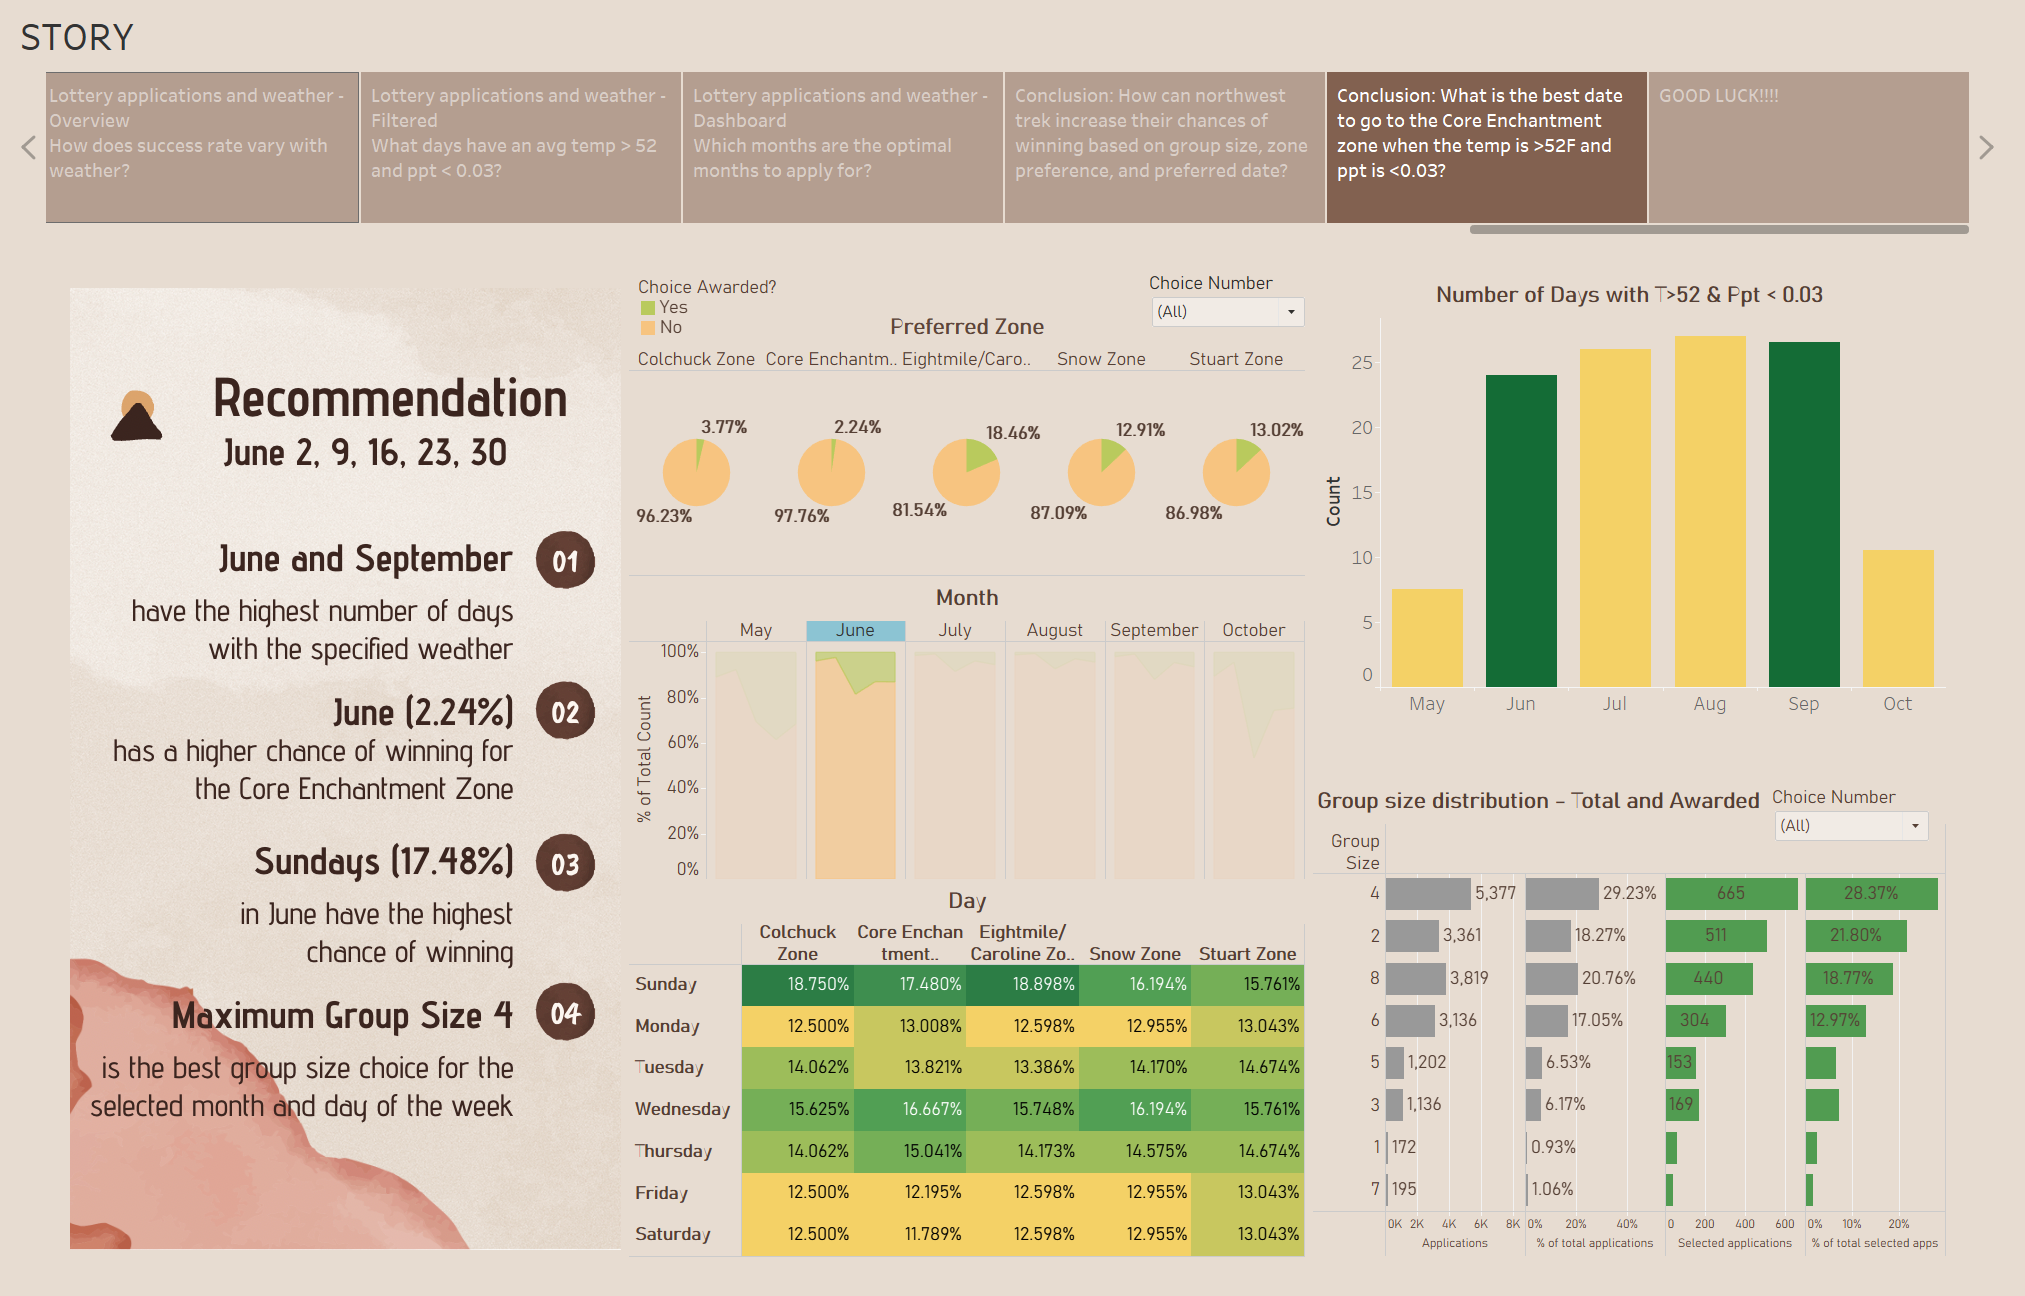 STORY
Lottery applications and weather -
Overview
How does success rate vary with
weather?
Lottery applications and weather -
Filtered
What days have an avg temp > 52
and ppt < 0.03?
Lottery applications and weather -
Dashboard
Which months are the optimal
months to apply for?
Conclusion: How can northwest
trek increase their chances of
winning based on group size, zone
preference, and preferred date?
Conclusion: What is the best date
to go to the Core Enchantment
zone when the temp is >52F and
ppt is <0.03?
GOOD LUCK!!!!
Recommendation
June 2, 9, 16, 23, 30
June and September 01
have the highest number of days
with the specified weather
June (2.24%) 02
has a higher chance of winning for
the Core Enchantment Zone
Sundays (17.48%) 03
in June have the highest
chance of winning
Maximum Group Size 4 04
is the best group size choice for the
selected month and day of the week
Choice Awarded?
Yes
No
Choice Number
(All)
Preferred Zone
Colchuck Zone Core Enchantm.. Eightmile/Caro.. Snow Zone Stuart Zone
3.77% 2.24% 18.46% 12.91% 13.02%
96.23% 97.76% 81.54% 87.09% 86.98%
Month
May June July August September October
% of Total Count
100%
80%
60%
40%
20%
0%
Day
Colchuck Zone Core Enchan tment.. Eightmile/ Caroline Zo.. Snow Zone Stuart Zone
Sunday 18.750% 17.480% 18.898% 16.194% 15.761%
Monday 12.500% 13.008% 12.598% 12.955% 13.043%
Tuesday 14.062% 13.821% 13.386% 14.170% 14.674%
Wednesday 15.625% 16.667% 15.748% 16.194% 15.761%
Thursday 14.062% 15.041% 14.173% 14.575% 14.674%
Friday 12.500% 12.195% 12.598% 12.955% 13.043%
Saturday 12.500% 11.789% 12.598% 12.955% 13.043%
Number of Days with T>52 & Ppt < 0.03
Count
25
20
15
10
5
0
May Jun Jul Aug Sep Oct
Group size distribution - Total and Awarded
Choice Number
(All)
Group
Size
4 5,377 29.23% 665 28.37%
2 3,361 18.27% 511 21.80%
8 3,819 20.76% 440 18.77%
6 3,136 17.05% 304 12.97%
5 1,202 6.53% 153
3 1,136 6.17% 169
1 172 0.93%
7 195 1.06%
0K 2K 4K 6K 8K 0% 20% 40% 0 200 400 600 0% 10% 20%
Applications % of total applications Selected applications % of total selected apps